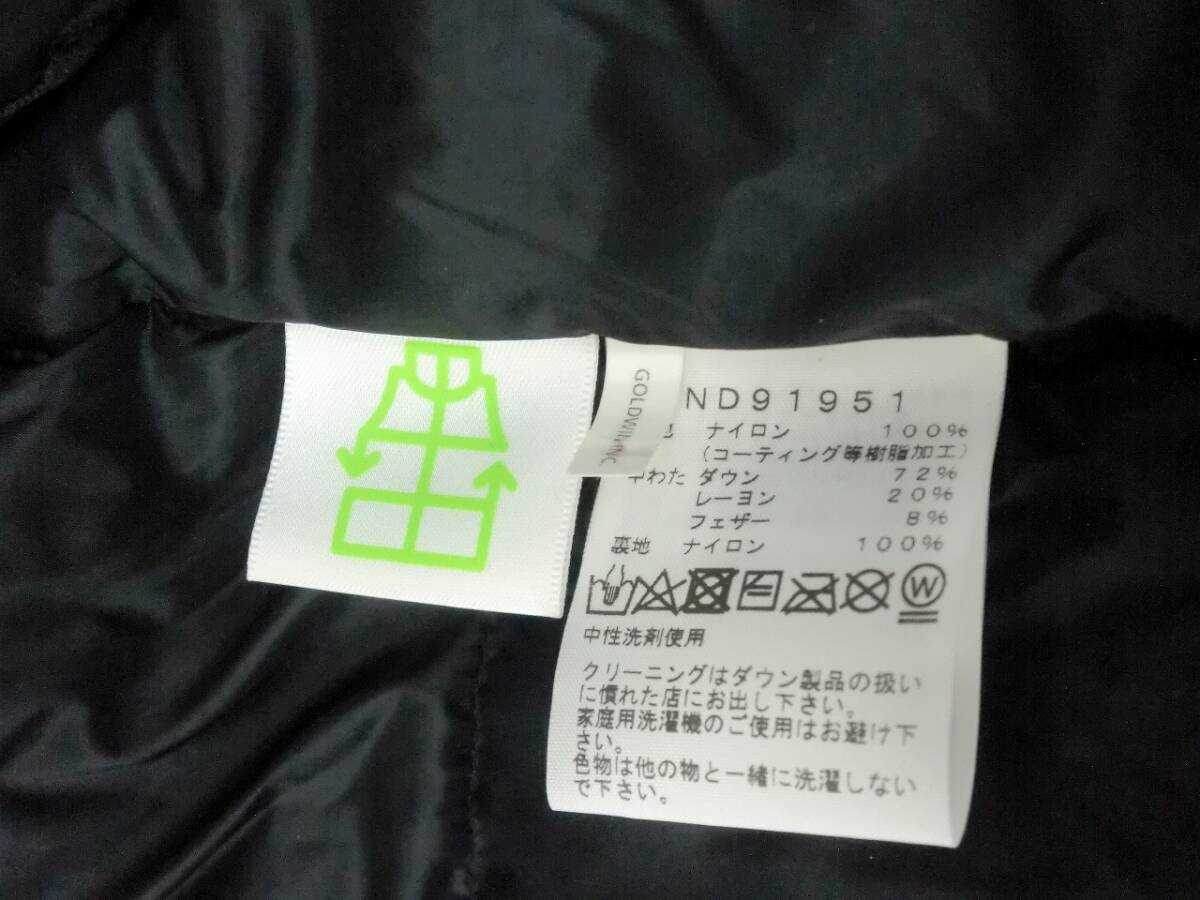 GOLDWIN INC.
ND91951
地 ナイロン 100%
(コーティング等樹脂加工)
中わた ダウン 72%
レーヨン 20%
フェザー 8%
裏地 ナイロン 100%
W
中性洗剤使用
クリーニングはダウン製品の扱い
に慣れた店にお出し下さい。
家庭用洗濯機のご使用はお避け下
さい。
色物は他の物と一緒に洗濯しない
で下さい。